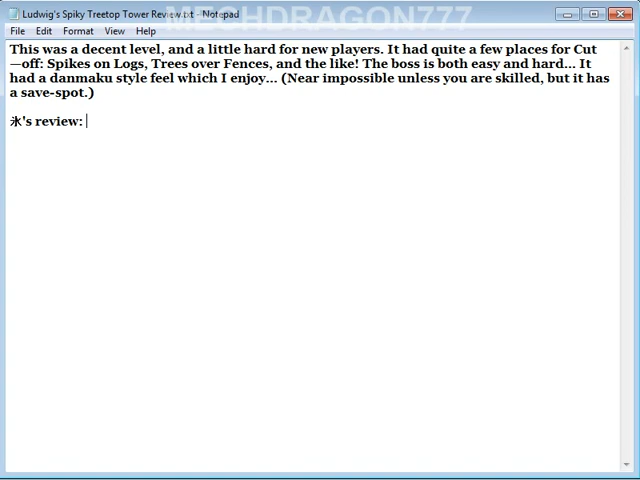 Ludwig's Spiky Treetop Tower Review.txt - Notepad
MECHDRAGON777
File Edit Format View Help
This was a decent level, and a little hard for new players. It had quite a few places for Cut
—off: Spikes on Logs, Trees over Fences, and the like! The boss is both easy and hard... It
had a danmaku style feel which I enjoy... (Near impossible unless you are skilled, but it has
a save-spot.)
氷's review: